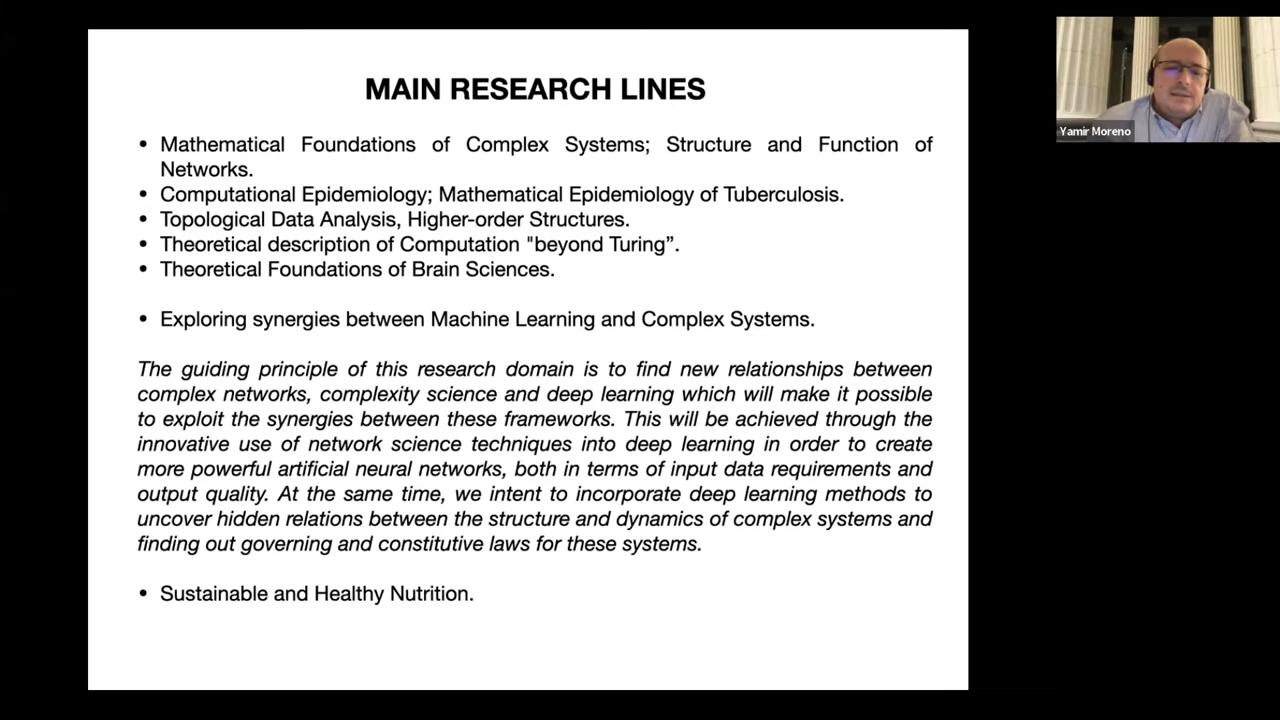 MAIN RESEARCH LINES
• Mathematical Foundations of Complex Systems; Structure and Function of
Networks.
• Computational Epidemiology; Mathematical Epidemiology of Tuberculosis.
• Topological Data Analysis, Higher-order Structures.
• Theoretical description of Computation "beyond Turing”.
• Theoretical Foundations of Brain Sciences.
• Exploring synergies between Machine Learning and Complex Systems.
The guiding principle of this research domain is to find new relationships between
complex networks, complexity science and deep learning which will make it possible
to exploit the synergies between these frameworks. This will be achieved through the
innovative use of network science techniques into deep learning in order to create
more powerful artificial neural networks, both in terms of input data requirements and
output quality. At the same time, we intent to incorporate deep learning methods to
uncover hidden relations between the structure and dynamics of complex systems and
finding out governing and constitutive laws for these systems.
• Sustainable and Healthy Nutrition.
Yamir Moreno